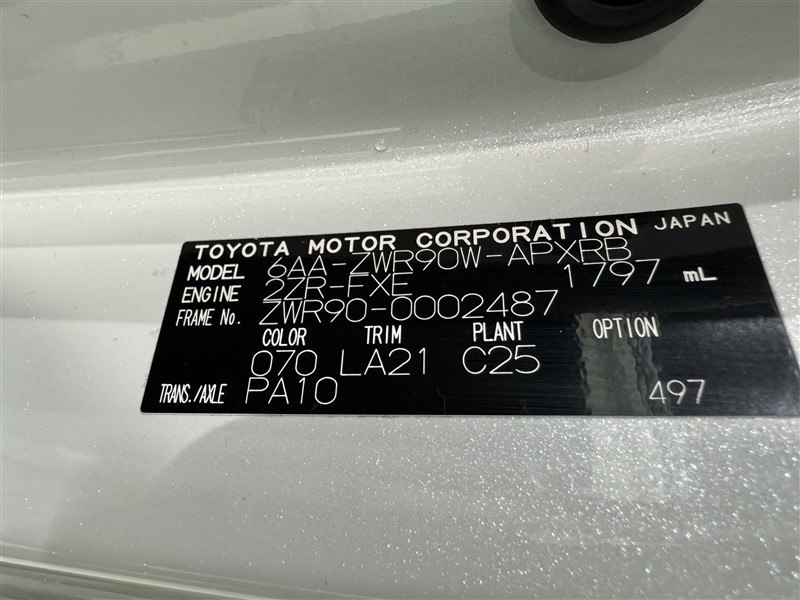 TOYOTA MOTOR CORPORATION JAPAN
MODEL 6AA-ZWR90W-APXRB
ENGINE 2ZR-FXE 1797 mL
FRAME No. ZWR90-0002487
COLOR TRIM PLANT OPTION
070 LA21 C25
TRANS./AXLE PA10 497